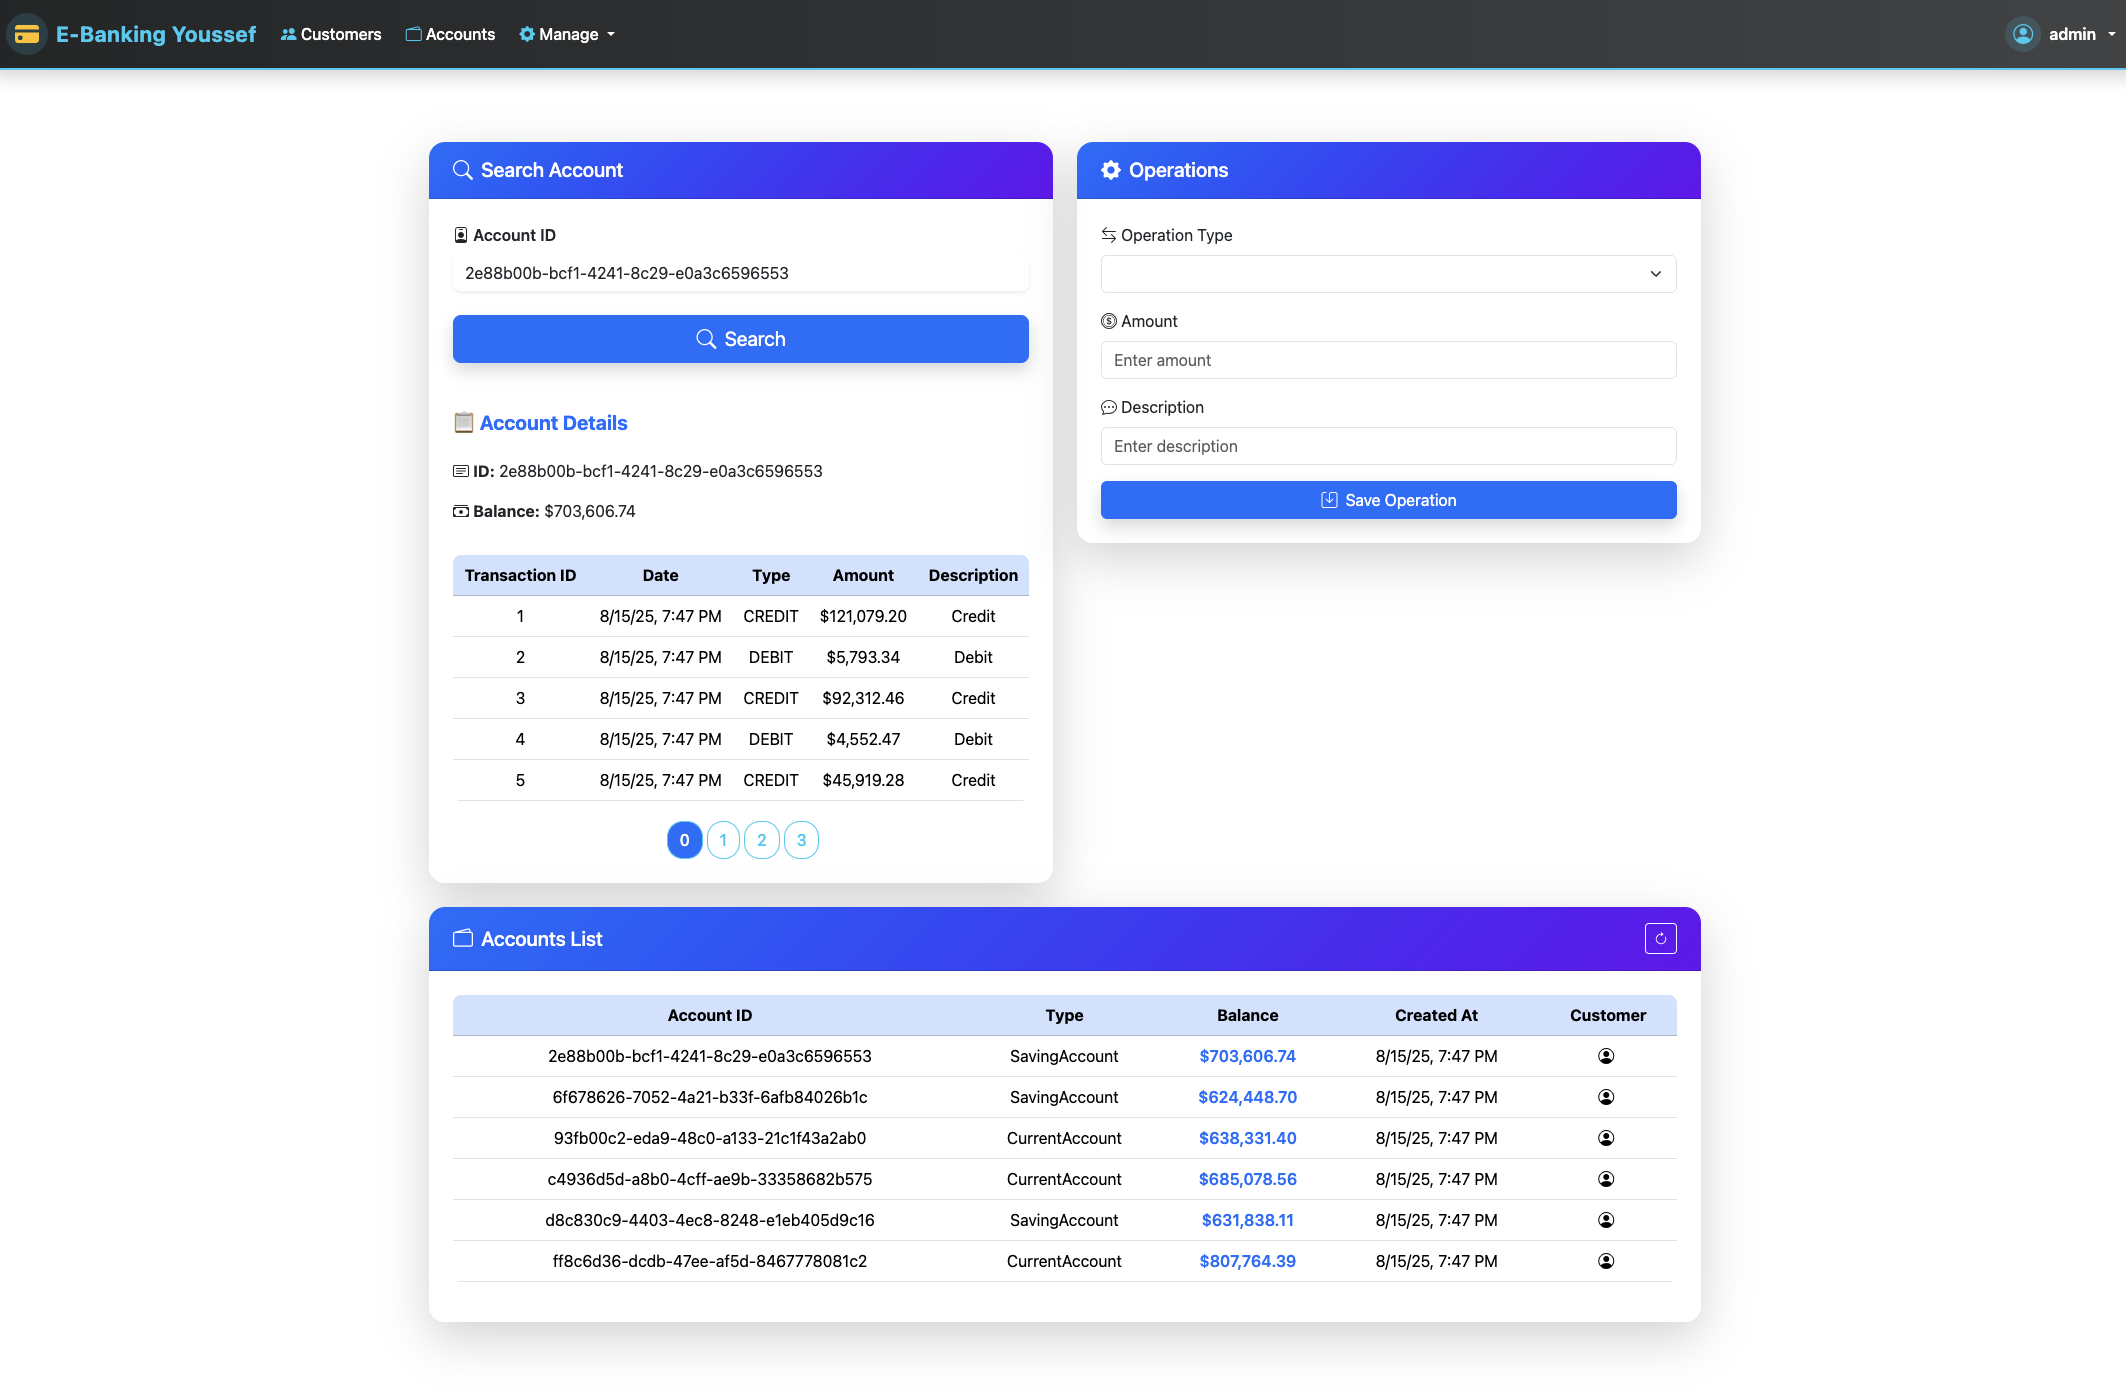 E-Banking Youssef Customers Accounts Manage admin
Search Account
Account ID
2e88b00b-bcf1-4241-8c29-e0a3c6596553
Search
Account Details
ID: 2e88b00b-bcf1-4241-8c29-e0a3c6596553
Balance: $703,606.74
Transaction ID Date Type Amount Description
1 8/15/25, 7:47 PM CREDIT $121,079.20 Credit
2 8/15/25, 7:47 PM DEBIT $5,793.34 Debit
3 8/15/25, 7:47 PM CREDIT $92,312.46 Credit
4 8/15/25, 7:47 PM DEBIT $4,552.47 Debit
5 8/15/25, 7:47 PM CREDIT $45,919.28 Credit
0 1 2 3
Operations
Operation Type
Amount
Enter amount
Description
Enter description
Save Operation
Accounts List
Account ID Type Balance Created At Customer
2e88b00b-bcf1-4241-8c29-e0a3c6596553 SavingAccount $703,606.74 8/15/25, 7:47 PM
6f678626-7052-4a21-b33f-6afb84026b1c SavingAccount $624,448.70 8/15/25, 7:47 PM
93fb00c2-eda9-48c0-a133-21c1f43a2ab0 CurrentAccount $638,331.40 8/15/25, 7:47 PM
c4936d5d-a8b0-4cff-ae9b-33358682b575 CurrentAccount $685,078.56 8/15/25, 7:47 PM
d8c830c9-4403-4ec8-8248-e1eb405d9c16 SavingAccount $631,838.11 8/15/25, 7:47 PM
ff8c6d36-dcdb-47ee-af5d-8467778081c2 CurrentAccount $807,764.39 8/15/25, 7:47 PM